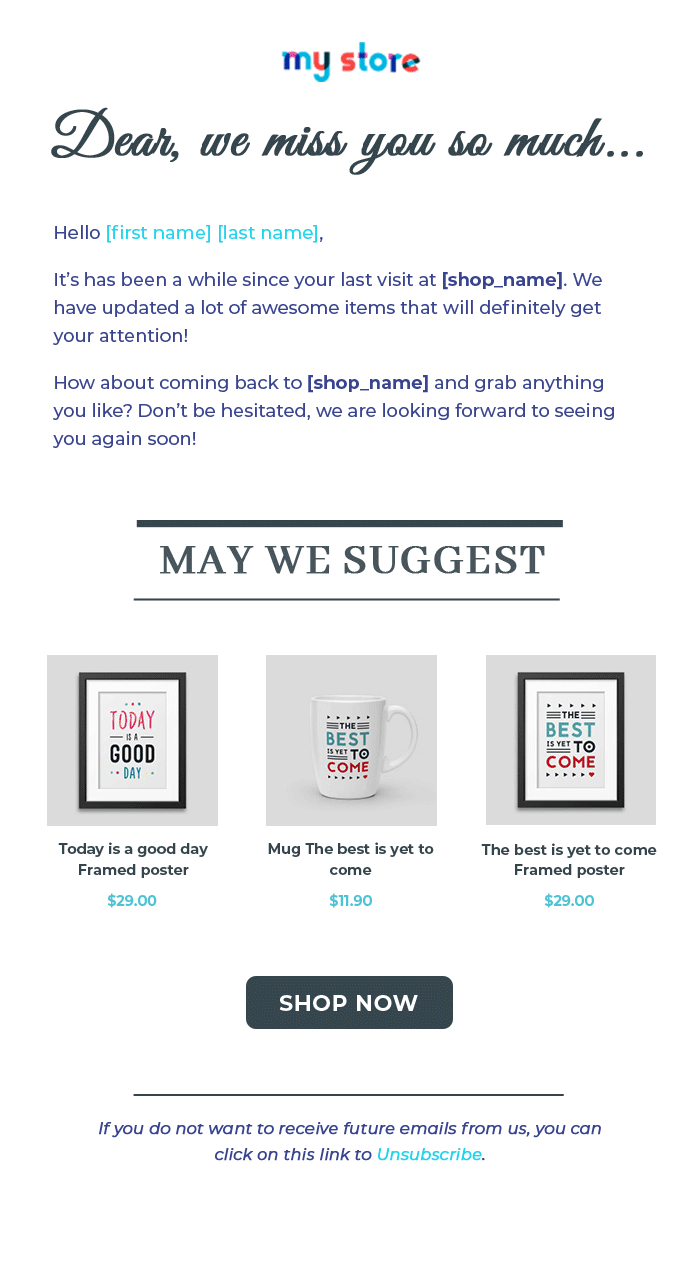 my store
Dear, we miss you so much...
Hello [first name] [last name],
It's has been a while since your last visit at [shop_name]. We
have updated a lot of awesome items that will definitely get
your attention!
How about coming back to [shop_name] and grab anything
you like? Don't be hesitated, we are looking forward to seeing
you again soon!
MAY WE SUGGEST
TODAY
IS A
GOOD
DAY
THE
BEST
IS YET TO
COME
THE
BEST
IS YET TO
COME
Today is a good day
Framed poster
$29.00
Mug The best is yet to
come
$11.90
The best is yet to come
Framed poster
$29.00
SHOP NOW
If you do not want to receive future emails from us, you can
click on this link to Unsubscribe.